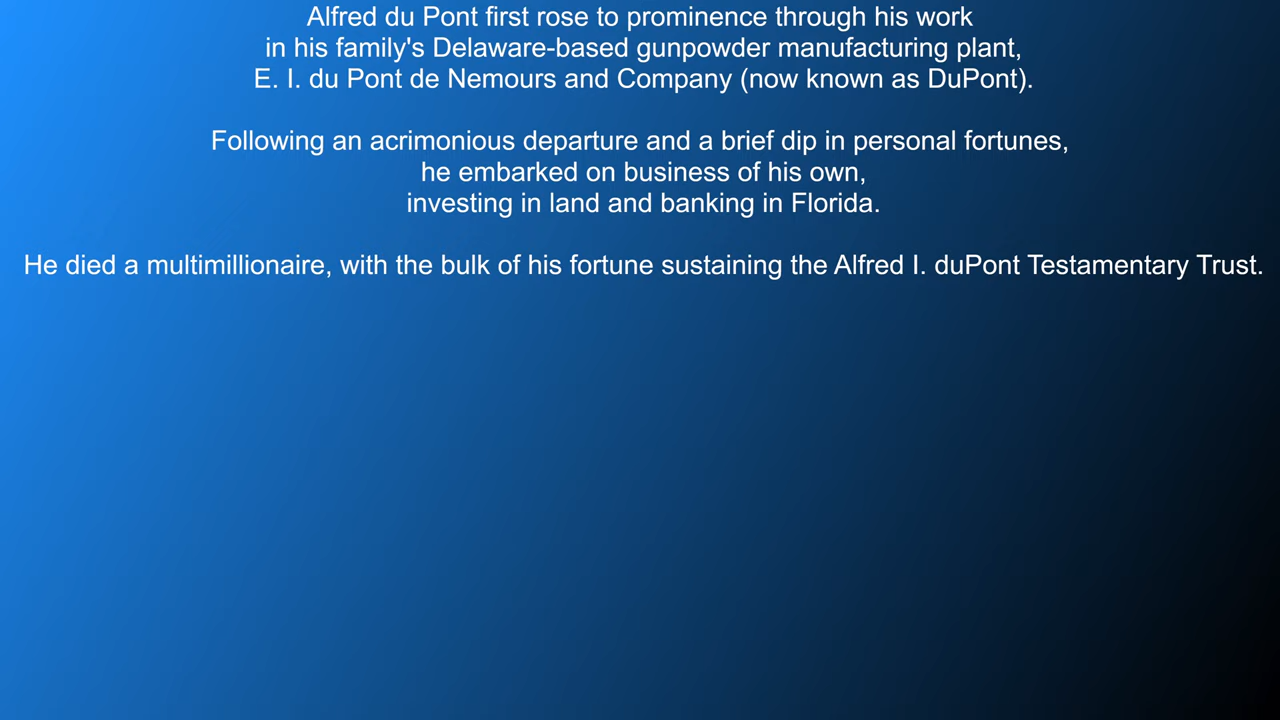 Alfred du Pont first rose to prominence through his work
in his family's Delaware-based gunpowder manufacturing plant,
E. I. du Pont de Nemours and Company (now known as DuPont).
Following an acrimonious departure and a brief dip in personal fortunes,
he embarked on business of his own,
investing in land and banking in Florida.
He died a multimillionaire, with the bulk of his fortune sustaining the Alfred I. duPont Testamentary Trust.